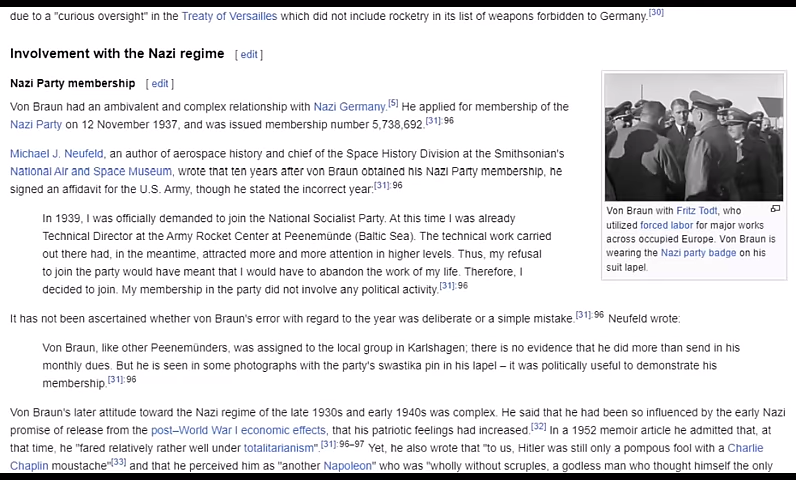 due to a "curious oversight" in the Treaty of Versailles which did not include rocketry in its list of weapons forbidden to Germany.[30]
Involvement with the Nazi regime [ edit ]
Nazi Party membership [ edit ]
Von Braun had an ambivalent and complex relationship with Nazi Germany.[5] He applied for membership of the
Nazi Party on 12 November 1937, and was issued membership number 5,738,692.[31]:96
Michael J. Neufeld, an author of aerospace history and chief of the Space History Division at the Smithsonian's
National Air and Space Museum, wrote that ten years after von Braun obtained his Nazi Party membership, he
signed an affidavit for the U.S. Army, though he stated the incorrect year:[31]:96
In 1939, I was officially demanded to join the National Socialist Party. At this time I was already
Technical Director at the Army Rocket Center at Peenemünde (Baltic Sea). The technical work carried
out there had, in the meantime, attracted more and more attention in higher levels. Thus, my refusal
to join the party would have meant that I would have to abandon the work of my life. Therefore, I
decided to join. My membership in the party did not involve any political activity.[31]:96
Von Braun with Fritz Todt, who
utilized forced labor for major works
across occupied Europe. Von Braun is
wearing the Nazi party badge on his
suit lapel.
It has not been ascertained whether von Braun's error with regard to the year was deliberate or a simple mistake.[31]:96 Neufeld wrote:
Von Braun, like other Peenemünders, was assigned to the local group in Karlshagen; there is no evidence that he did more than send in his
monthly dues. But he is seen in some photographs with the party's swastika pin in his lapel – it was politically useful to demonstrate his
membership.[31]:96
Von Braun's later attitude toward the Nazi regime of the late 1930s and early 1940s was complex. He said that he had been so influenced by the early Nazi
promise of release from the post–World War I economic effects, that his patriotic feelings had increased.[32] In a 1952 memoir article he admitted that, at
that time, he "fared relatively rather well under totalitarianism".[31]:96–97 Yet, he also wrote that "to us, Hitler was still only a pompous fool with a Charlie
Chaplin moustache"[33] and that he perceived him as "another Napoleon" who was "wholly without scruples, a godless man who thought himself the only